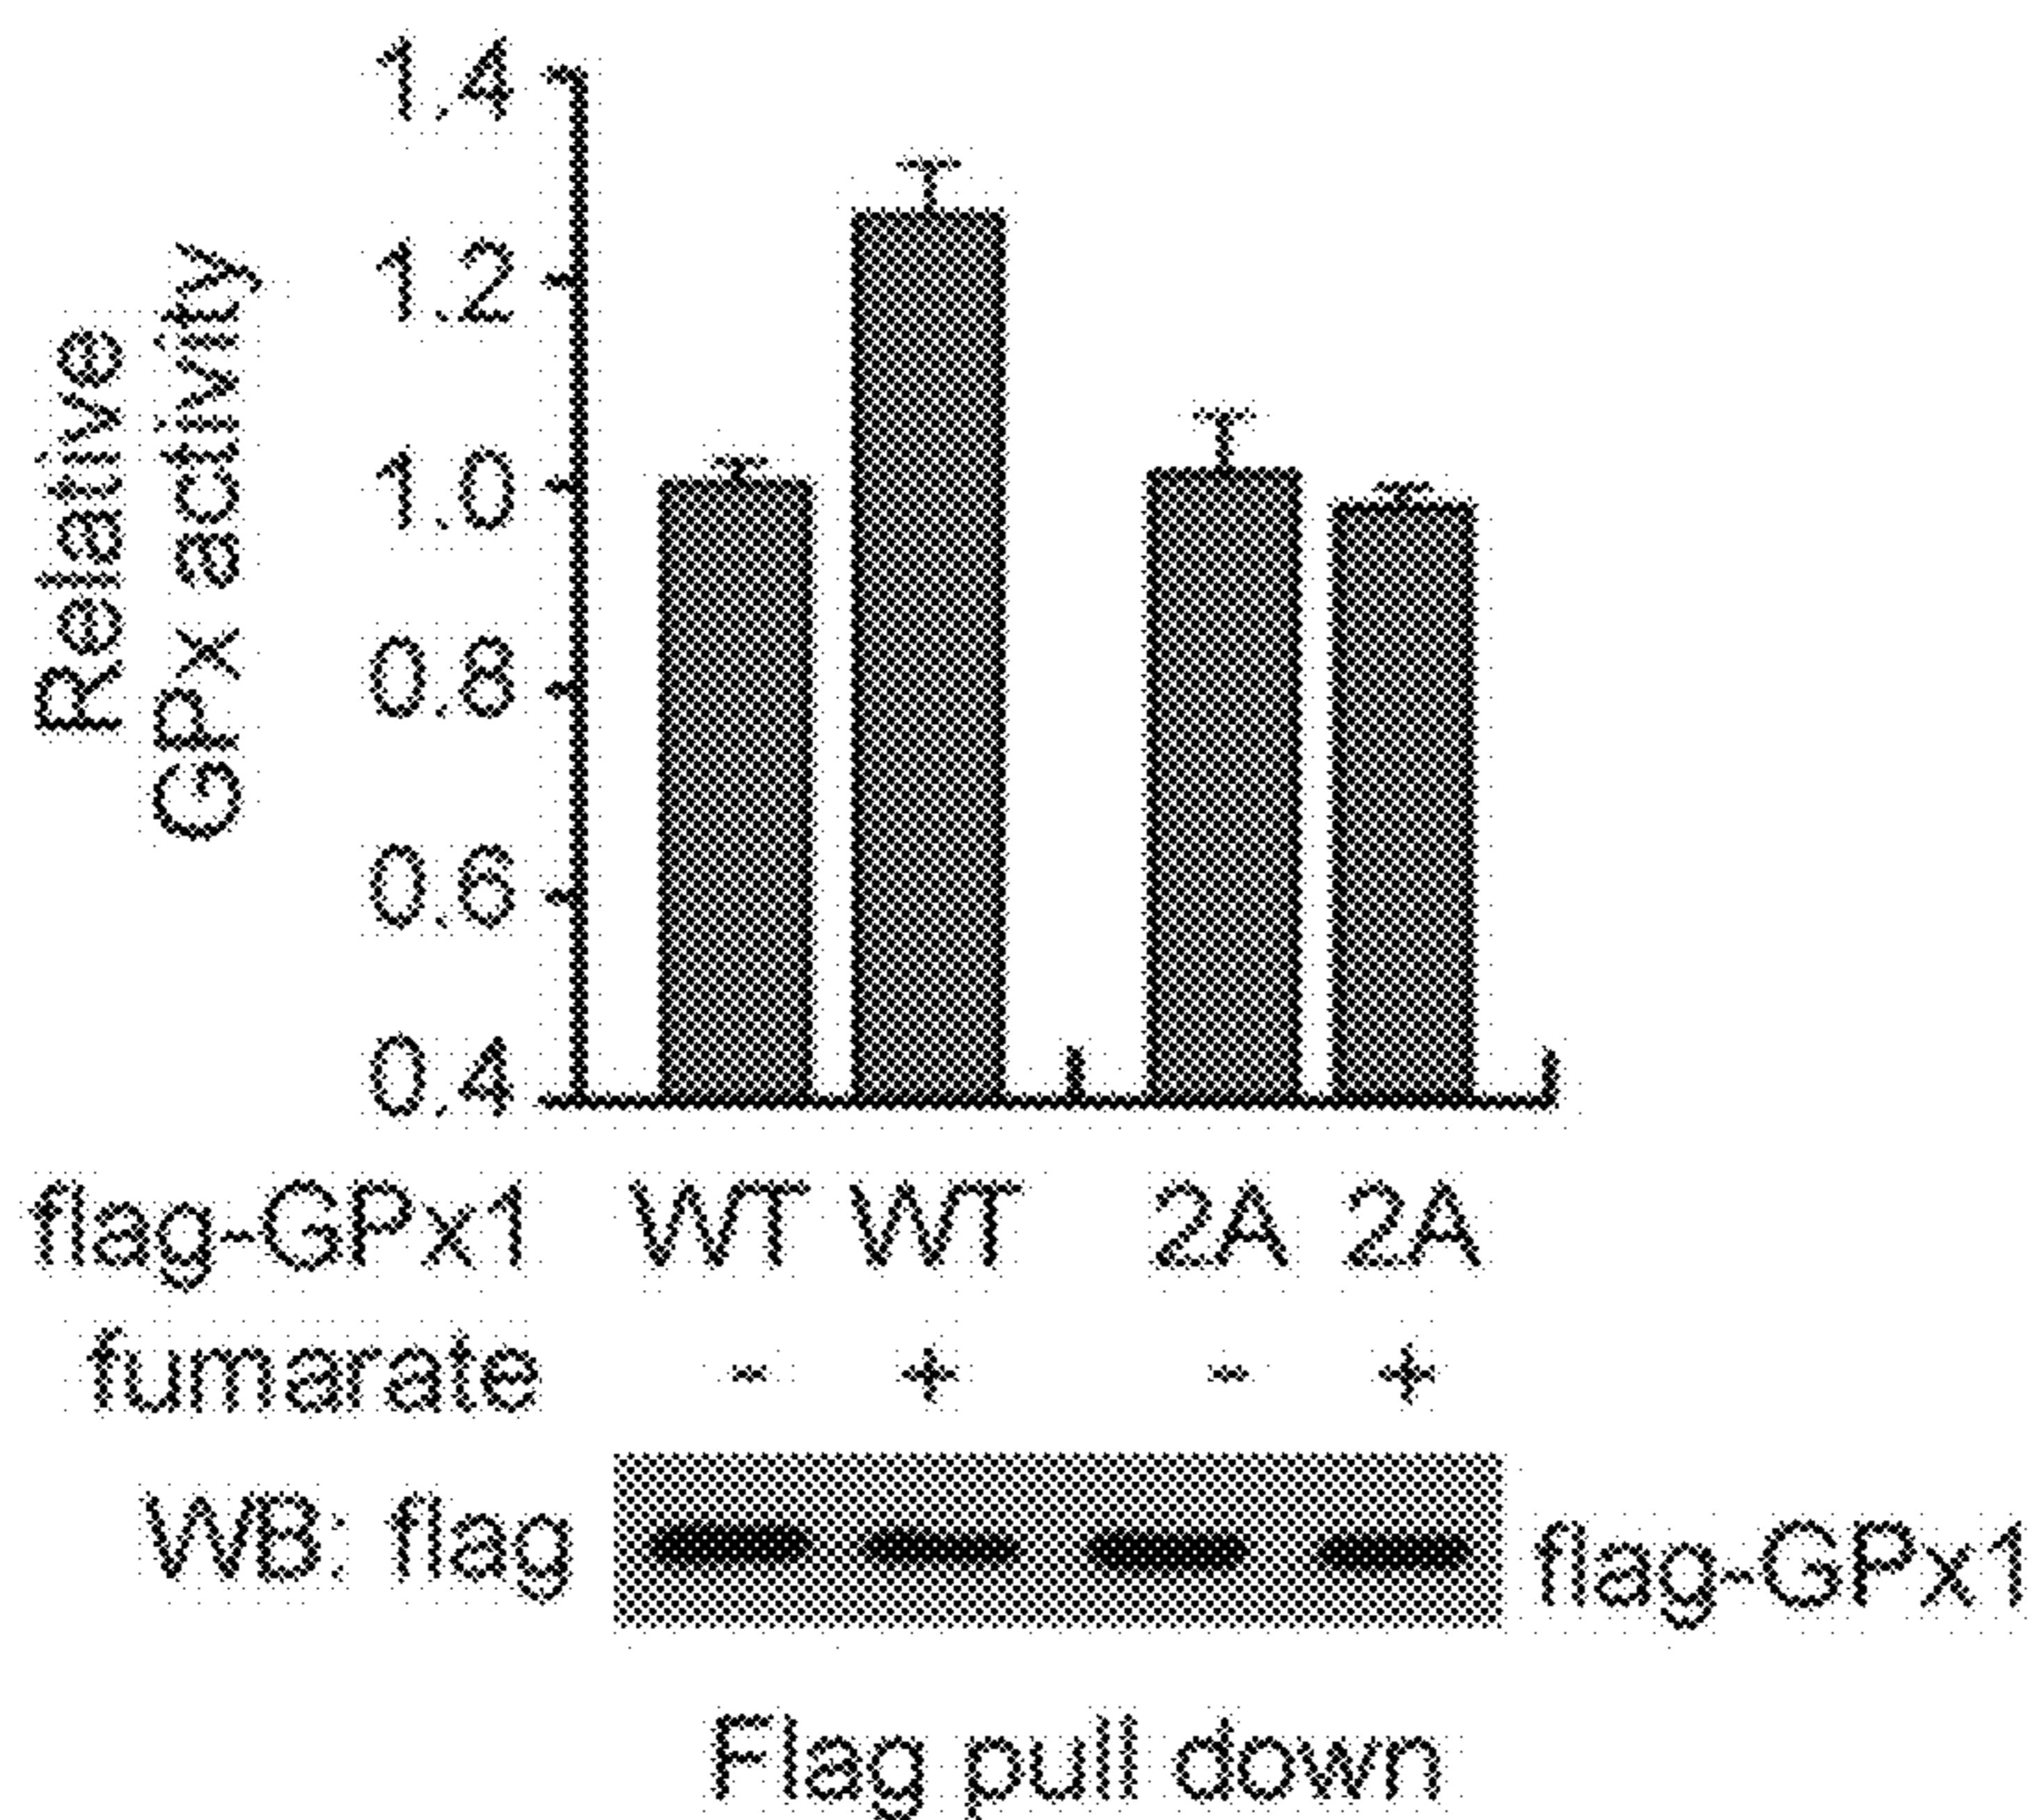 Relative
GPx activity
1.4
1.2
1.0
0.8
0.6
0.4
flag-GPx1 WT WT 2A 2A
fumarate - + - +
WB: flag flag-GPx1
Flag pull down